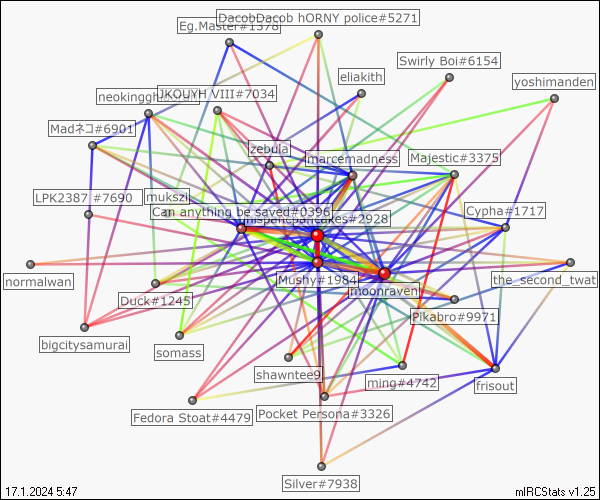 DacobDacob hORNY police#5271
Eg.Master#1378
Swirly Boi#6154
eliakith
yoshimanden
JKOUYH VIII#7034
Madネコ#6901
zebula
marcemadness
Majestic#3375
LPK2387 #7690
mukszi
Can anything be saved#0396
#2928
Cypha#1717
normalwan
Mushy#1984
the_second_twat
moonraven
Duck#1245
Pikabro#9971
bigcitysamurai
somass
shawntee9
ming#4742
frisout
Fedora Stoat#4479
Pocket Persona#3326
Silver#7938
17.1.2024 5:47
mIRCStats v1.25